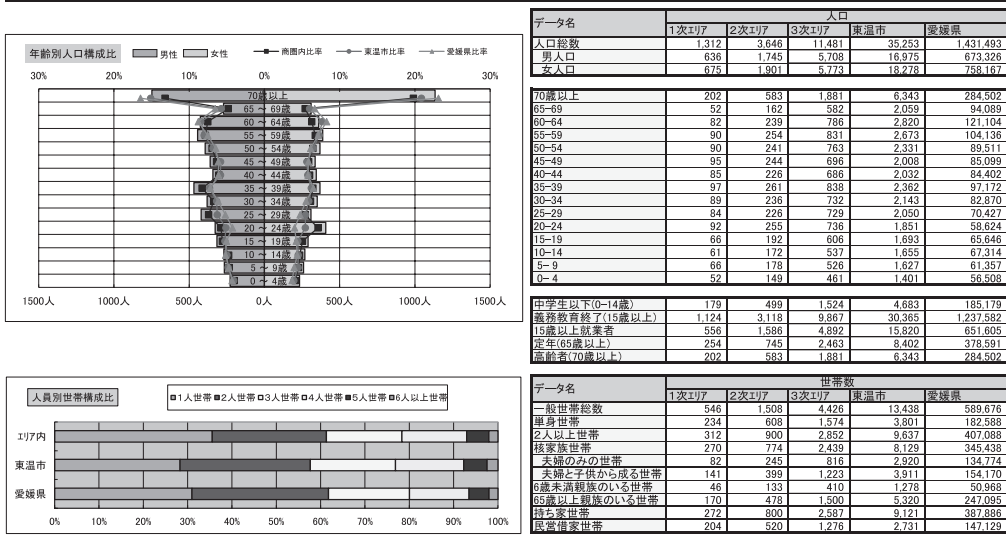 年齢別人口構成比 男性 女性 商圏内比率 東温市比率 愛媛県比率
30% 20% 10% 0% 10% 20% 30%
70歳以上
65 ～ 69歳
60 ～ 64歳
55 ～ 59歳
50 ～ 54歳
45 ～ 49歳
40 ～ 44歳
35 ～ 39歳
30 ～ 34歳
25 ～ 29歳
20 ～ 24歳
15 ～ 19歳
10 ～ 14歳
5 ～ 9歳
0 ～ 4歳
1500人 1000人 500人 0人 500人 1000人 1500人
人員別世帯構成比 1人世帯 2人世帯 3人世帯 4人世帯 5人世帯 6人以上世帯
エリア内
東温市
愛媛県
0% 10% 20% 30% 40% 50% 60% 70% 80% 90% 100%
データ名 人口
1次エリア 2次エリア 3次エリア 東温市 愛媛県
人口総数 1,312 3,646 11,481 35,253 1,431,493
男人口 636 1,745 5,708 16,975 673,326
女人口 675 1,901 5,773 18,278 758,167
70歳以上 202 583 1,881 6,343 284,502
65-69 52 162 582 2,059 94,089
60-64 82 239 786 2,820 121,104
55-59 90 254 831 2,673 104,136
50-54 90 241 763 2,331 89,511
45-49 95 244 696 2,008 85,099
40-44 85 226 686 2,032 84,402
35-39 97 261 838 2,362 97,172
30-34 89 236 732 2,143 82,870
25-29 84 226 729 2,050 70,427
20-24 92 255 736 1,851 58,624
15-19 66 192 606 1,693 65,646
10-14 61 172 537 1,655 67,314
5- 9 66 178 526 1,627 61,357
0- 4 52 149 461 1,401 56,508
中学生以下(0-14歳) 179 499 1,524 4,683 185,179
義務教育終了(15歳以上) 1,124 3,118 9,867 30,365 1,237,582
15歳以上就業者 556 1,586 4,892 15,820 651,605
定年(65歳以上) 254 745 2,463 8,402 378,591
高齢者(70歳以上) 202 583 1,881 6,343 284,502
データ名 世帯数
1次エリア 2次エリア 3次エリア 東温市 愛媛県
一般世帯総数 546 1,508 4,426 13,438 589,676
単身世帯 234 608 1,574 3,801 182,588
2人以上世帯 312 900 2,852 9,637 407,088
核家族世帯 270 774 2,439 8,129 345,438
夫婦のみの世帯 82 245 816 2,920 134,774
夫婦と子供から成る世帯 141 399 1,223 3,911 154,170
6歳未満親族のいる世帯 46 133 410 1,278 50,968
65歳以上親族のいる世帯 170 478 1,500 5,320 247,095
持ち家世帯 272 800 2,587 9,121 387,886
民営借家世帯 204 520 1,276 2,731 147,129